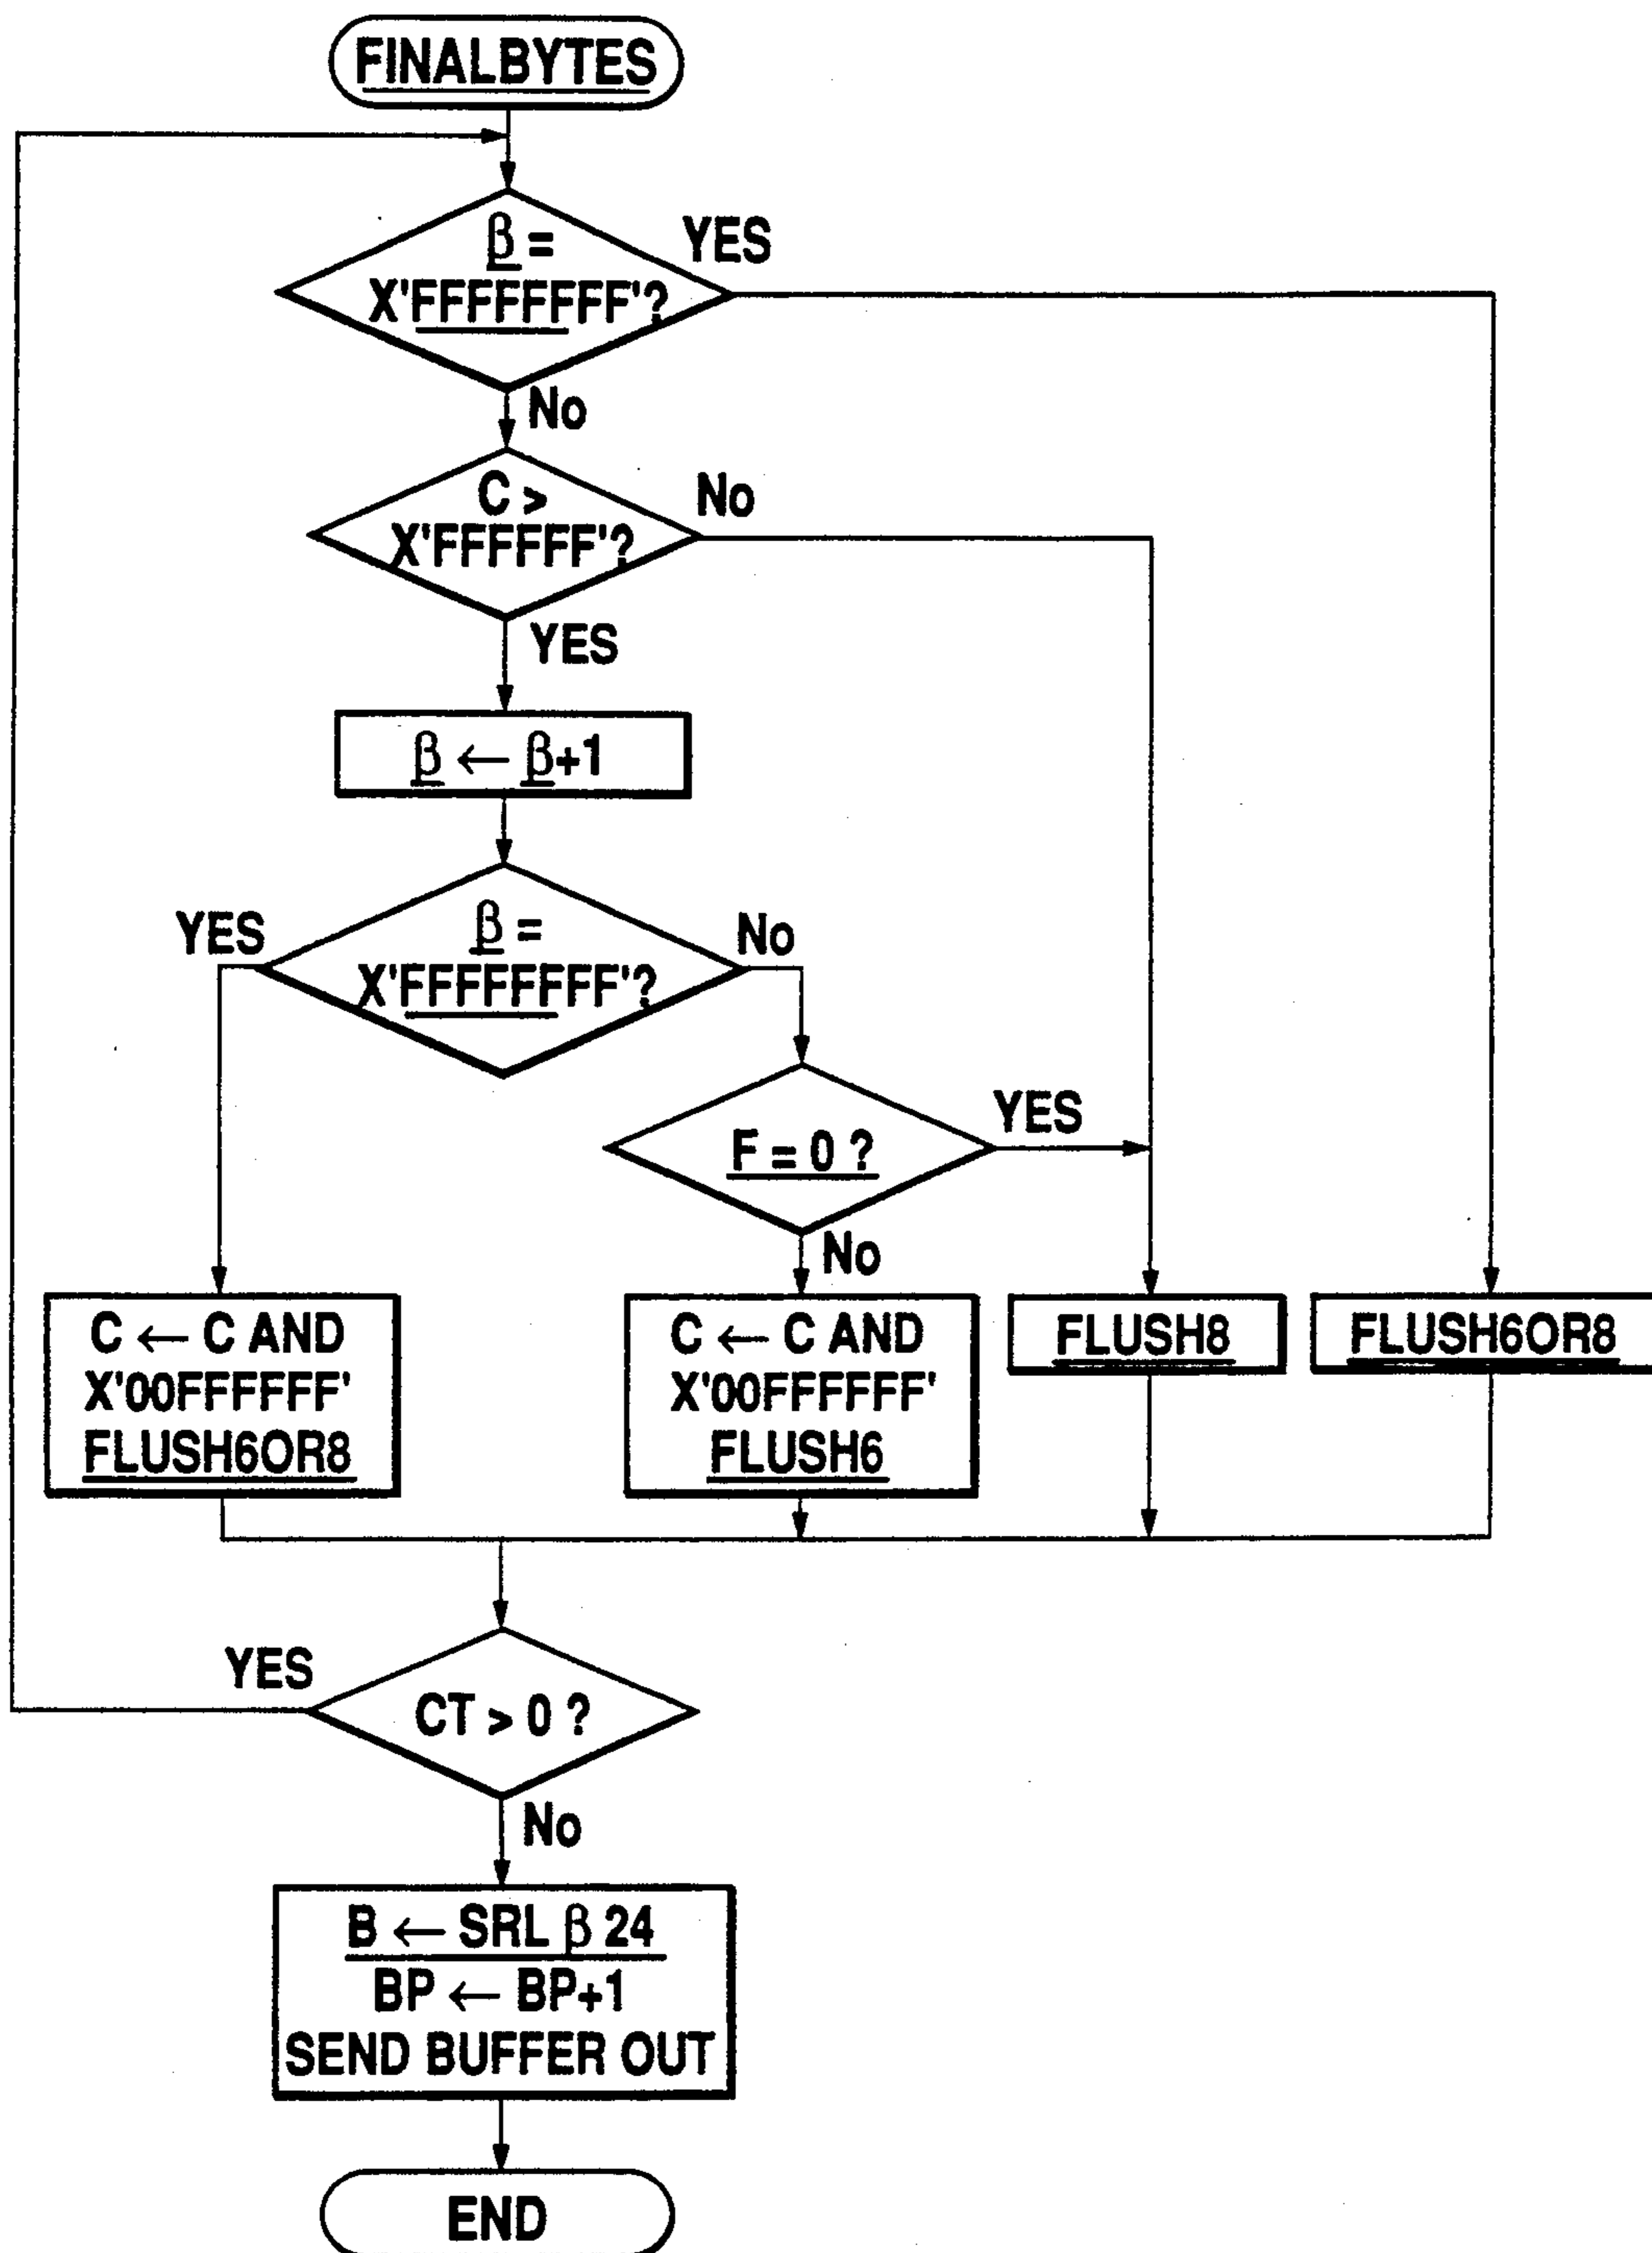 FINALBYTES
β =
X'FFFFFFFF'?
YES
No
C >
X'FFFFFF'?
No
YES
β ← β+1
YES
β =
X'FFFFFFFF'?
No
F = 0 ?
YES
No
C ← C AND
X'00FFFFFF'
FLUSH6OR8
C ← C AND
X'00FFFFFF'
FLUSH6
FLUSH8
FLUSH6OR8
YES
CT > 0 ?
No
B ← SRL β 24
BP ← BP+1
SEND BUFFER OUT
END